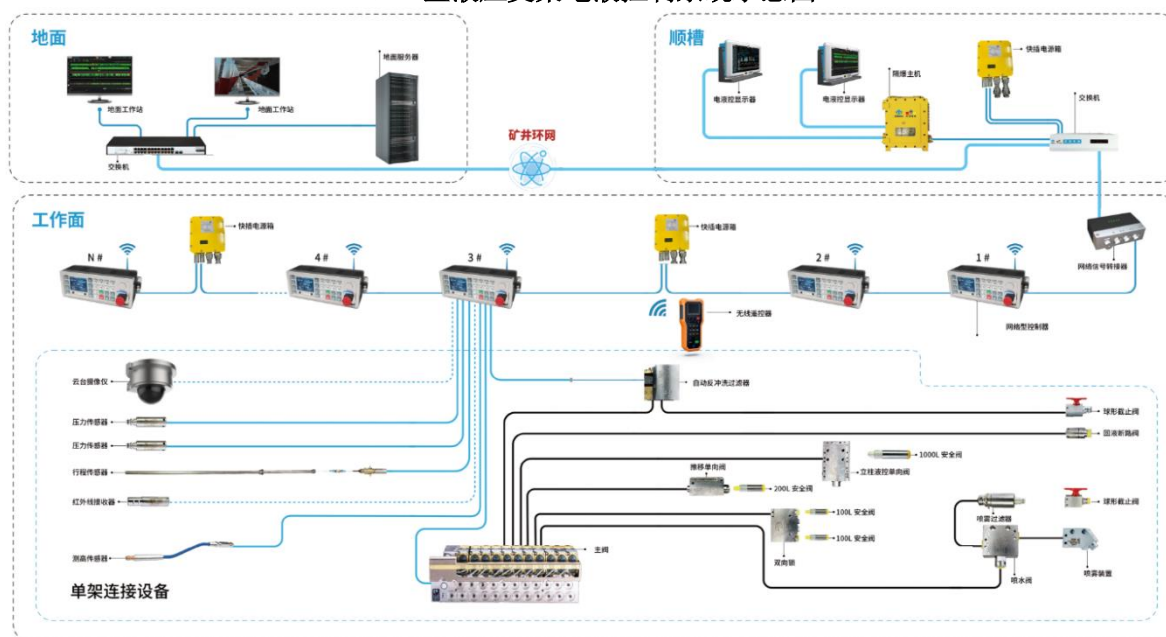 地面
地面工作站
地面工作站
地面服务器
交换机
矿井环网
顺槽
电液控显示器
电液控显示器
隔爆主机
快插电源箱
交换机
工作面
N#
快插电源箱
4#
3#
快插电源箱
2#
1#
网络信号转接器
无线遥控器
网络型控制器
云台摄像仪
压力传感器
压力传感器
行程传感器
红外线接收器
测高传感器
单架连接设备
自动反冲洗过滤器
球形截止阀
回液断路阀
1000L 安全阀
立柱液控单向阀
推移单向阀
200L 安全阀
100L 安全阀
100L 安全阀
双向锁
主阀
喷雾过滤器
球形截止阀
喷水阀
喷雾装置